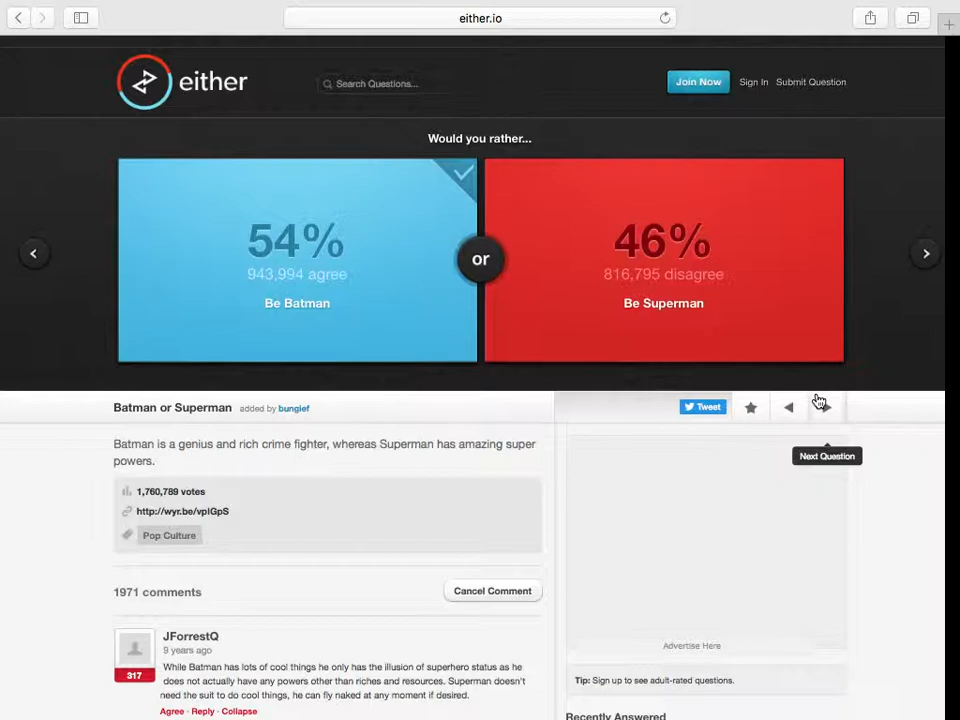 either.io
either
Search Questions...
Join Now
Sign In
Submit Question
Would you rather...
54%
943,994 agree
Be Batman
or
46%
816,795 disagree
Be Superman
Batman or Superman added by bungief
Tweet
Next Question
Batman is a genius and rich crime fighter, whereas Superman has amazing super
powers.
1,760,789 votes
http://wyr.be/vplGpS
Pop Culture
1971 comments
Cancel Comment
JForrestQ
9 years ago
317
While Batman has lots of cool things he only has the illusion of superhero status as he
does not actually have any powers other than riches and resources. Superman doesn't
need the suit to do cool things, he can fly naked at any moment if desired.
Agree · Reply · Collapse
Advertise Here
Tip: Sign up to see adult-rated questions.
Recently Answered